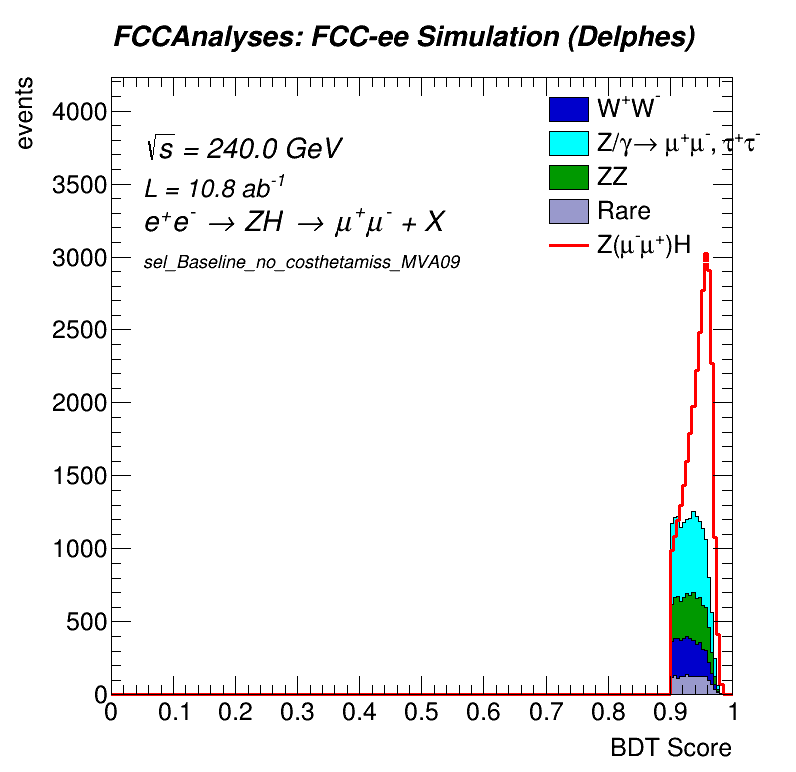 FCCAnalyses: FCC-ee Simulation (Delphes)
events
4000
3500
3000
2500
2000
1500
1000
500
0
√s = 240.0 GeV
L = 10.8 ab⁻¹
e⁺e⁻ → ZH → μ⁺μ⁻ + X
sel_Baseline_no_costhetamiss_MVA09
W⁺W⁻
Z/γ→ μ⁺μ⁻, τ⁺τ⁻
ZZ
Rare
Z(μ⁻μ⁺)H
0 0.1 0.2 0.3 0.4 0.5 0.6 0.7 0.8 0.9 1
BDT Score